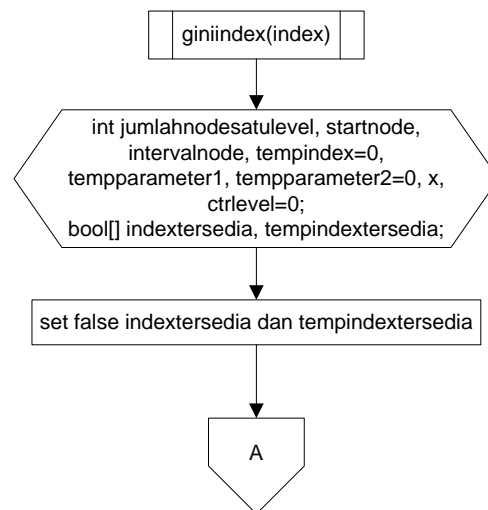 giniindex(index)
int jumlahnodesatulevel, startnode,
intervalnode, tempindex=0,
tempparameter1, tempparameter2=0, x,
ctrlevel=0;
bool[] indextersedia, tempindextersedia;
set false indextersedia dan tempindextersedia
A